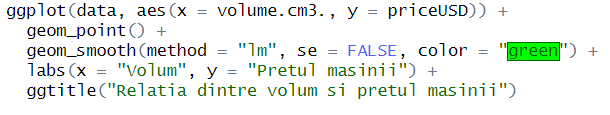 ggplot(data, aes(x = volume.cm3., y = priceUSD)) +
  geom_point() +
  geom_smooth(method = "lm", se = FALSE, color = "green") +
  labs(x = "Volum", y = "Pretul masinii") +
  ggtitle("Relatia dintre volum si pretul masinii")